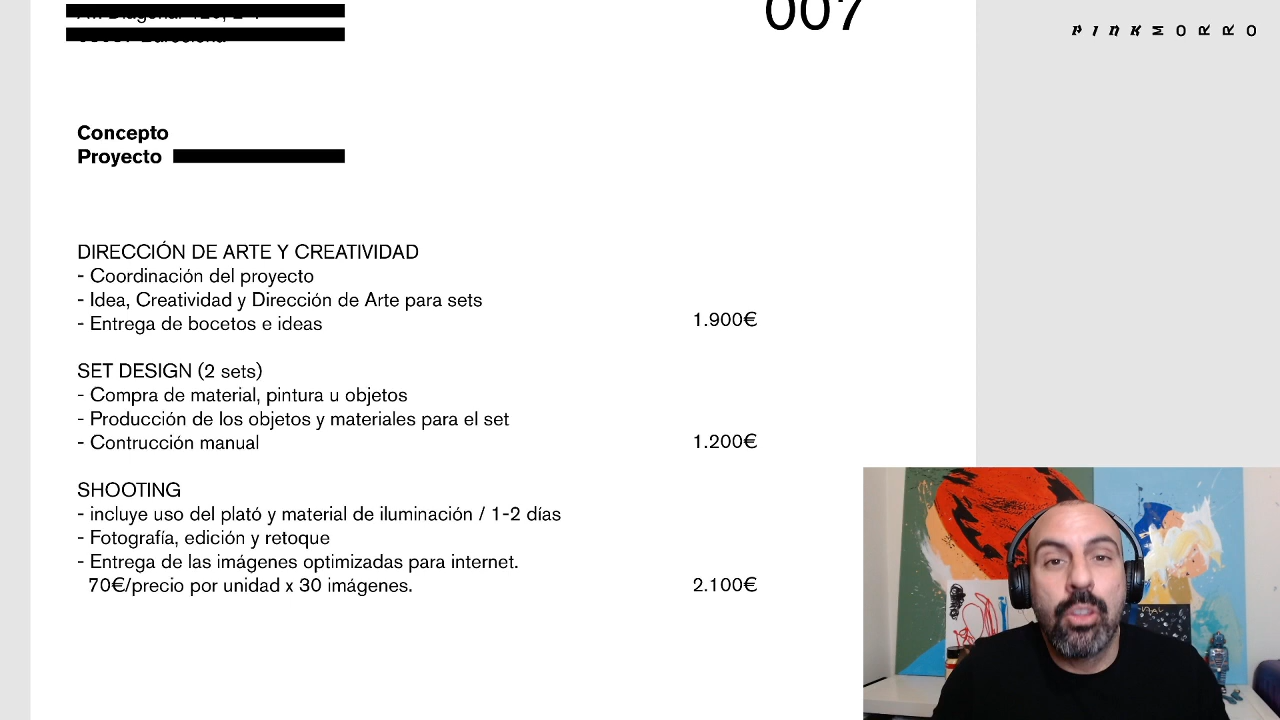 007
PINKMORRO
Concepto
Proyecto
DIRECCIÓN DE ARTE Y CREATIVIDAD
- Coordinación del proyecto
- Idea, Creatividad y Dirección de Arte para sets
- Entrega de bocetos e ideas
1.900€
SET DESIGN (2 sets)
- Compra de material, pintura u objetos
- Producción de los objetos y materiales para el set
- Contrucción manual
1.200€
SHOOTING
- incluye uso del plató y material de iluminación / 1-2 días
- Fotografía, edición y retoque
- Entrega de las imágenes optimizadas para internet.
70€/precio por unidad x 30 imágenes.
2.100€